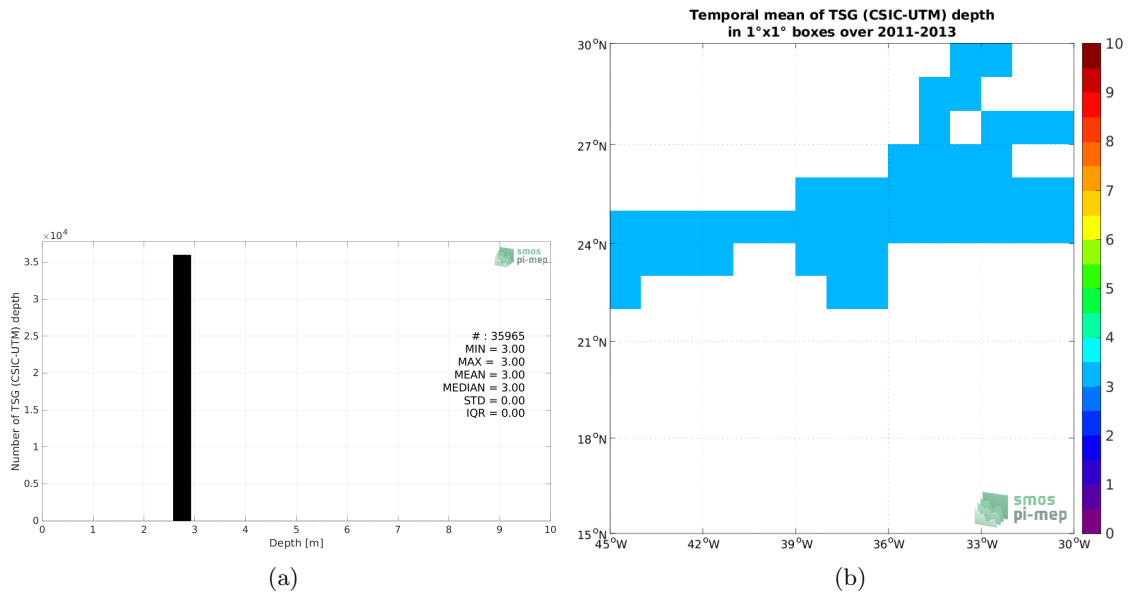 ×10⁴
3.5
3
2.5
2
1.5
1
0.5
0
Number of TSG (CSIC-UTM) depth
smos
pi-mep
# : 35965
MIN = 3.00
MAX = 3.00
MEAN = 3.00
MEDIAN = 3.00
STD = 0.00
IQR = 0.00
0 1 2 3 4 5 6 7 8 9 10
Depth [m]
(a)
Temporal mean of TSG (CSIC-UTM) depth
in 1°x1° boxes over 2011-2013
30°N
27°N
24°N
21°N
18°N
15°N
45°W 42°W 39°W 36°W 33°W 30°W
smos
pi-mep
10
9
8
7
6
5
4
3
2
1
0
(b)